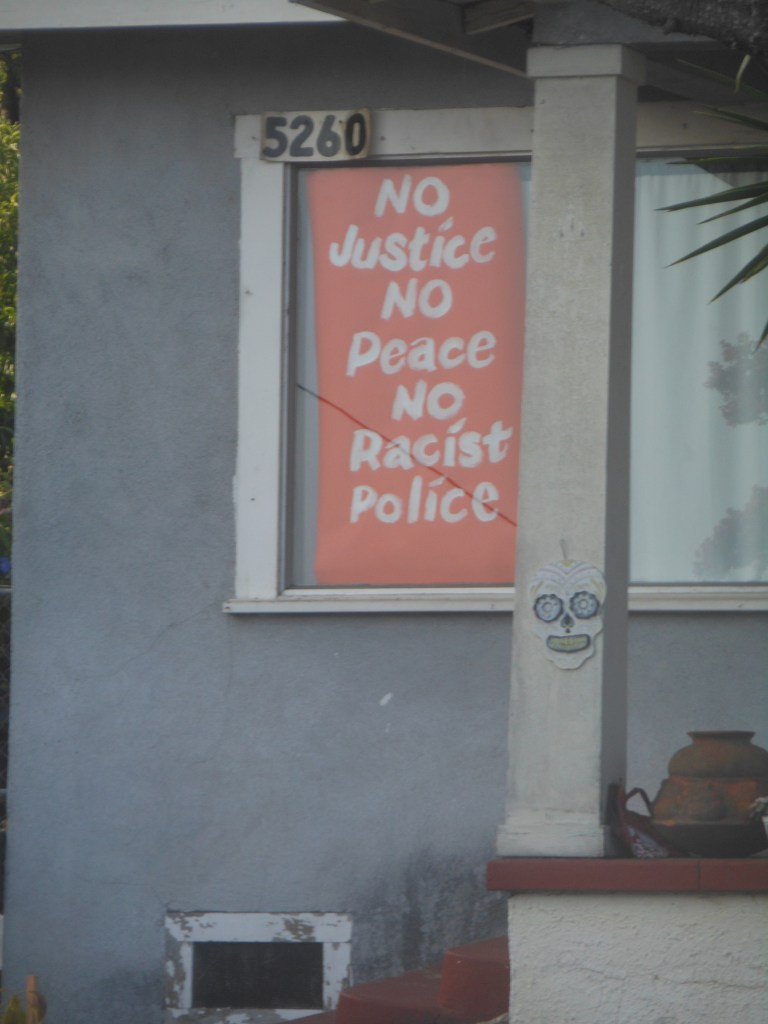 5260
NO
Justice
NO
Peace
NO
Racist
Police